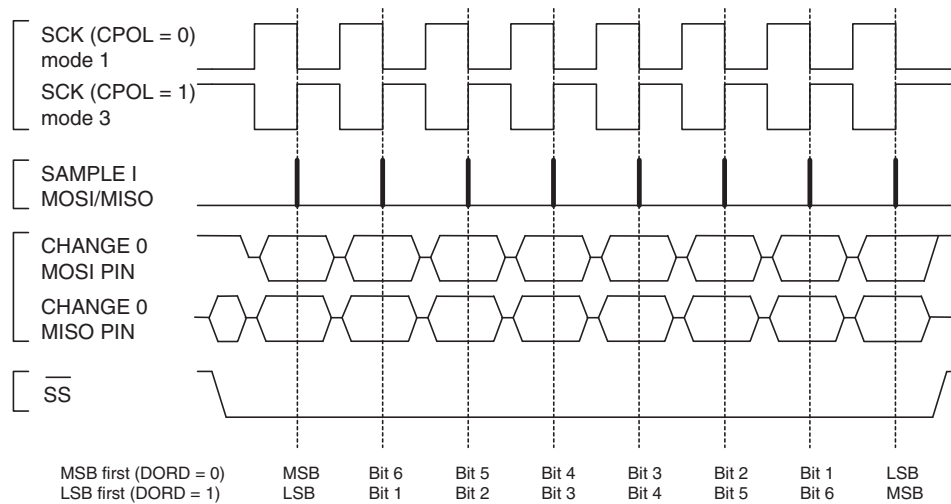 SCK (CPOL = 0)
mode 1
SCK (CPOL = 1)
mode 3
SAMPLE I
MOSI/MISO
CHANGE 0
MOSI PIN
CHANGE 0
MISO PIN
SS
MSB first (DORD = 0) MSB Bit 6 Bit 5 Bit 4 Bit 3 Bit 2 Bit 1 LSB
LSB first (DORD = 1) LSB Bit 1 Bit 2 Bit 3 Bit 4 Bit 5 Bit 6 MSB